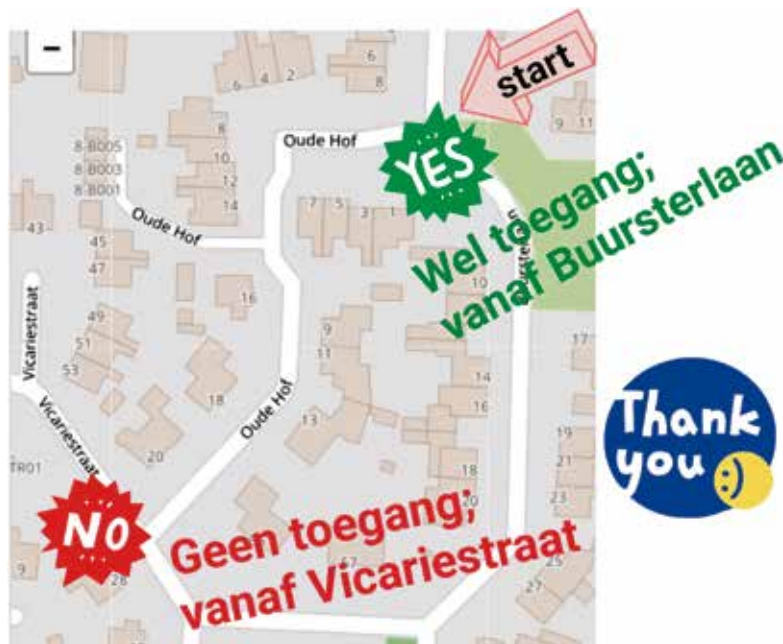 -
start
6
4
2
6
8
9
11
Oude Hof
YES
8-B005
8-B003
8-B001
8
10
12
14
7
5
3
1
Wel toegang;
vanaf Buursterlaan
Oude Hof
43
45
47
16
10
49
51
53
Vicariestraat
9
11
17
14
16
18
Oude Hof
13
Vicariestraat
20
Thank
you
19
21
23
18
20
TR01
NO
Geen toegang;
vanaf Vicariestraat
9
28
67
25
27